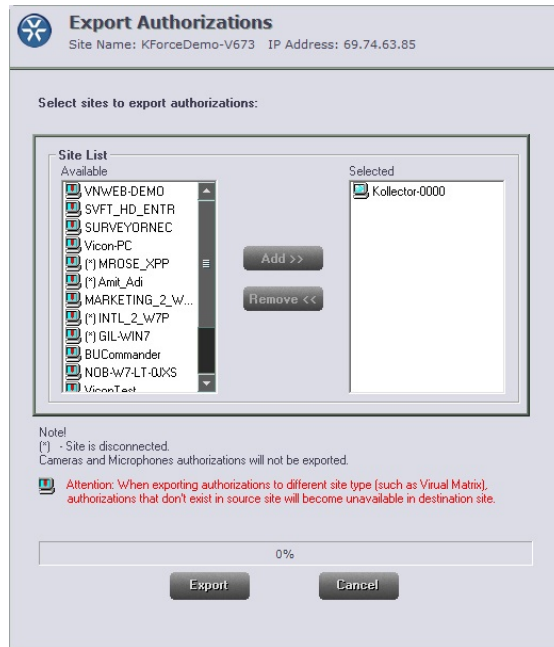 Export Authorizations
Site Name: KForceDemo-V673 IP Address: 69.74.63.85
Select sites to export authorizations:
Site List
Available
Selected
VNWEB-DEMO
SVFT_HD_ENTR
SURVEYORNEC
Vicon-PC
(*) MROSE_XPP
(*) Amit_Adi
MARKETING_2_W...
(*) INTL_2_W7P
(*) GIL-WIN7
BUCommander
NOB-W7-LT-0JXS
ViconTest
Kollector-0000
Add >>
Remove <<
Note!
(*) - Site is disconnected.
Cameras and Microphones authorizations will not be exported.
Attention: When exporting authorizations to different site type (such as Virual Matrix),
authorizations that don't exist in source site will become unavailable in destination site.
0%
Export
Cancel